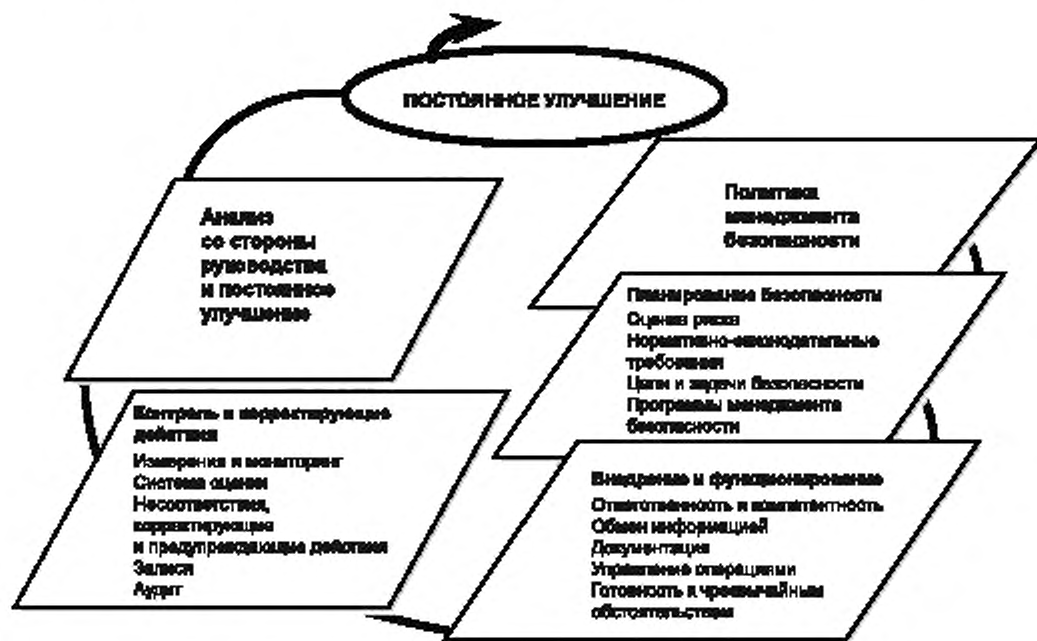 ПОСТОЯННОЕ УЛУЧШЕНИЕ
Политика
менеджмента
безопасности
Анализ
со стороны
руководства
и постоянное
улучшение
Планирование безопасности
Оценка риска
Нормативно-законодательные
требования
Цели и задачи безопасности
Программы менеджмента
безопасности
Контроль и корректирующие
действия
Измерения и мониторинг
Система оценки
Несоответствия,
корректирующие
и предупреждающие действия
Записи
Аудит
Внедрение и функционирование
Ответственность и компетентность
Обмен информацией
Документация
Управление операциями
Готовность к чрезвычайным
обстоятельствам